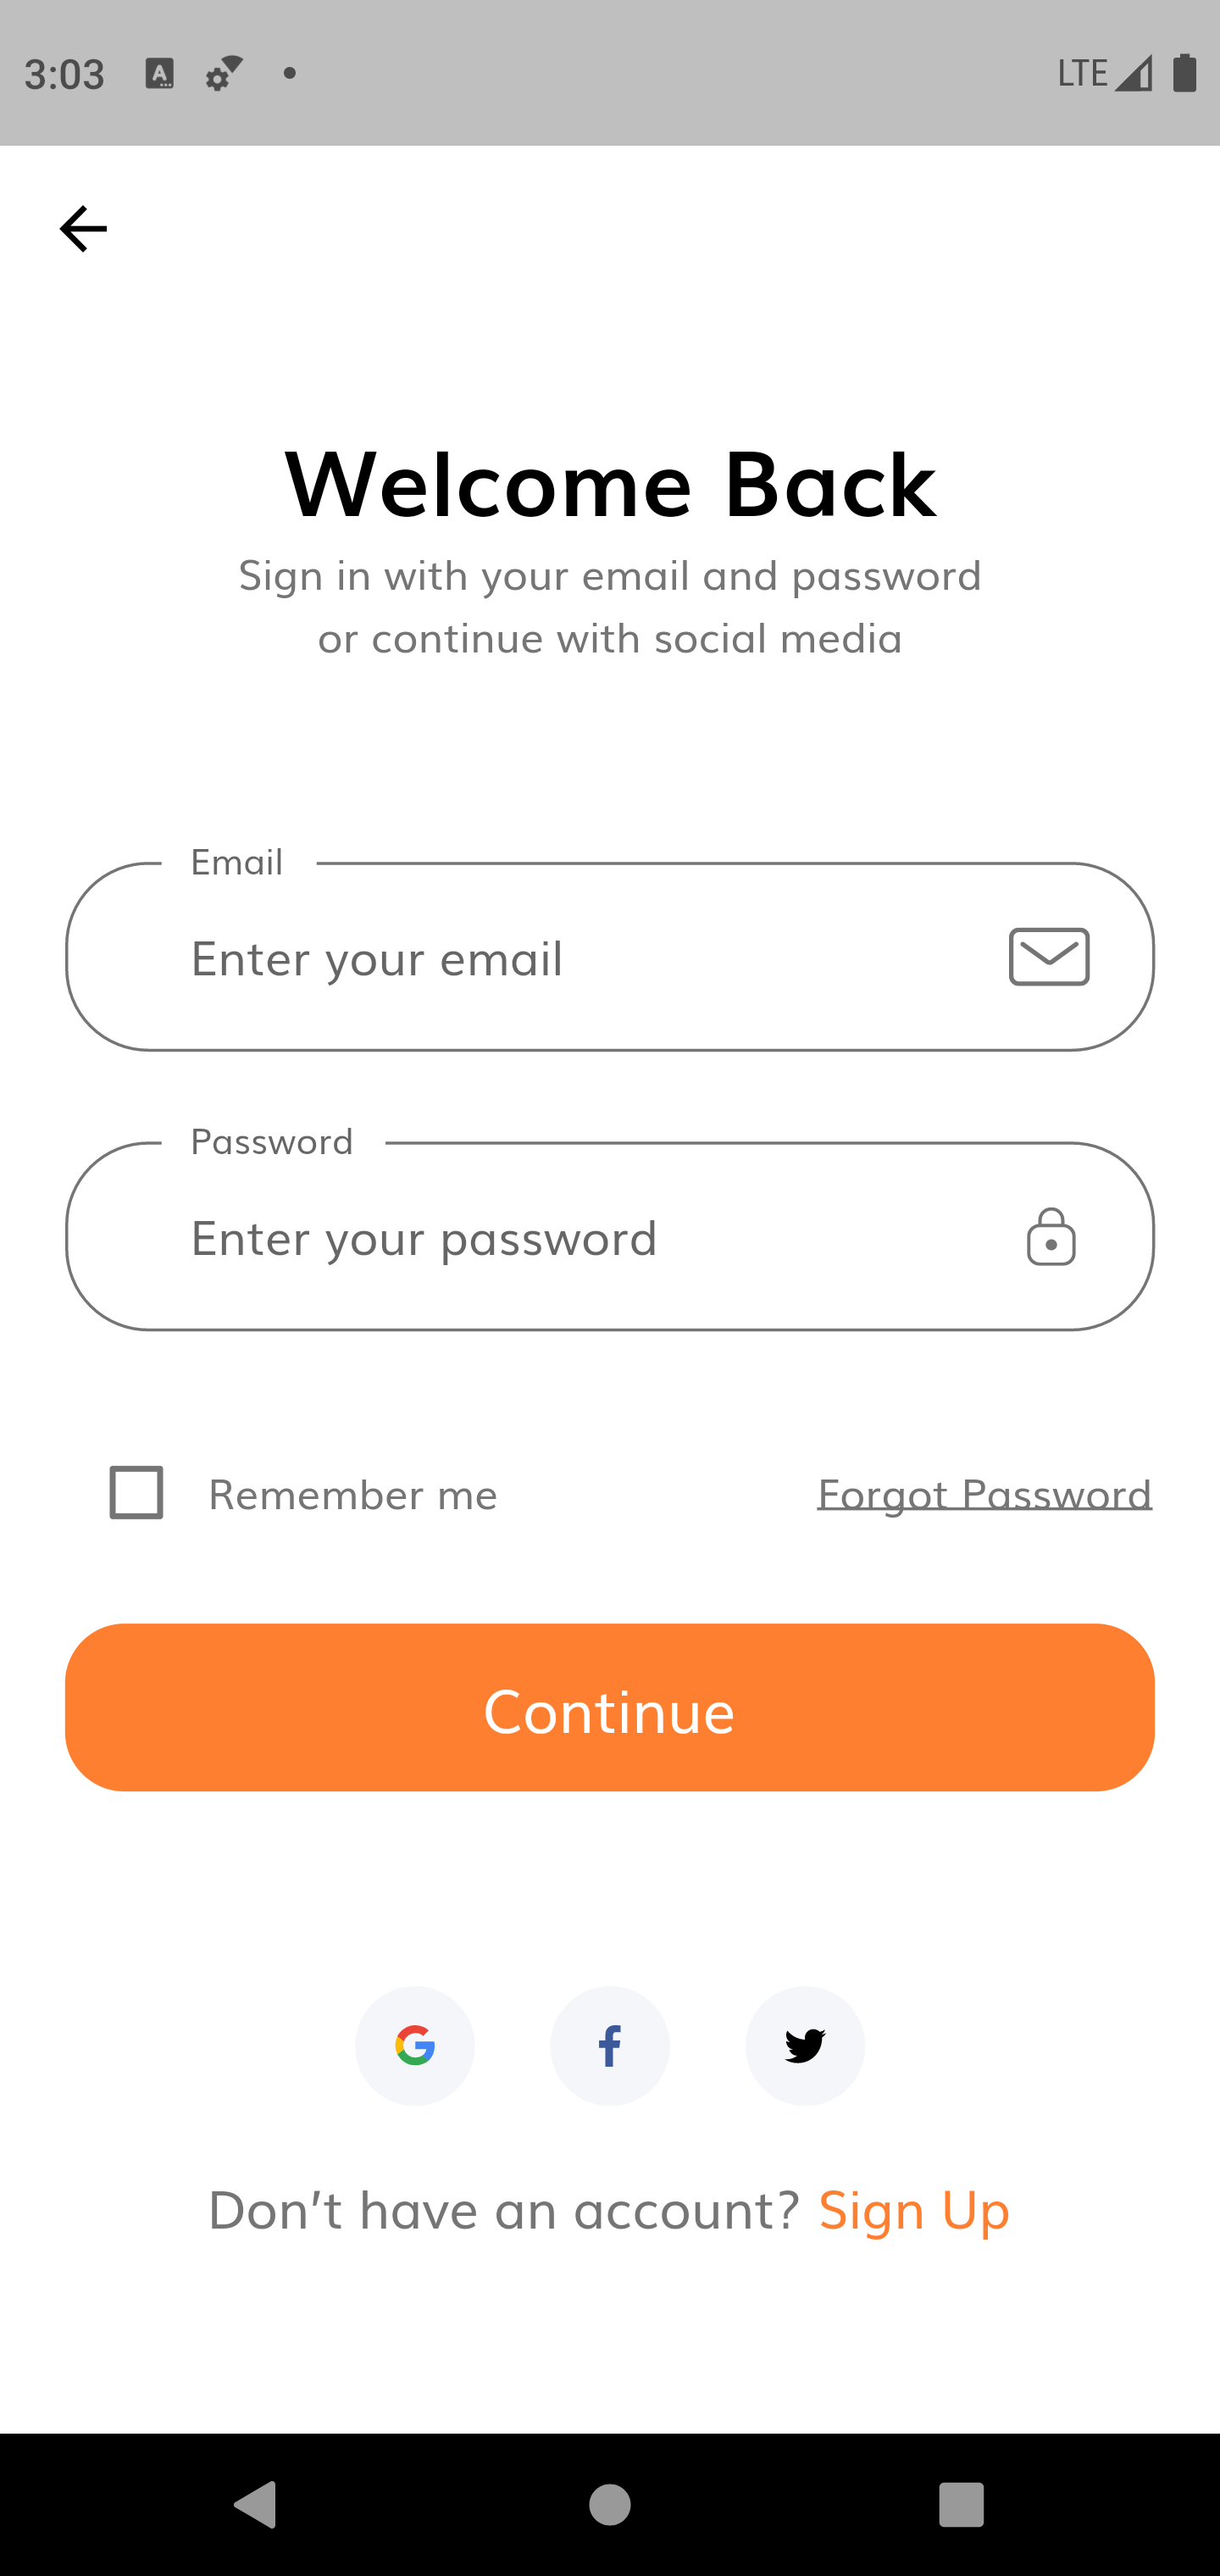 3:03
LTE
Welcome Back
Sign in with your email and password
or continue with social media
Email
Enter your email
Password
Enter your password
Remember me
Forgot Password
Continue
Don't have an account? Sign Up